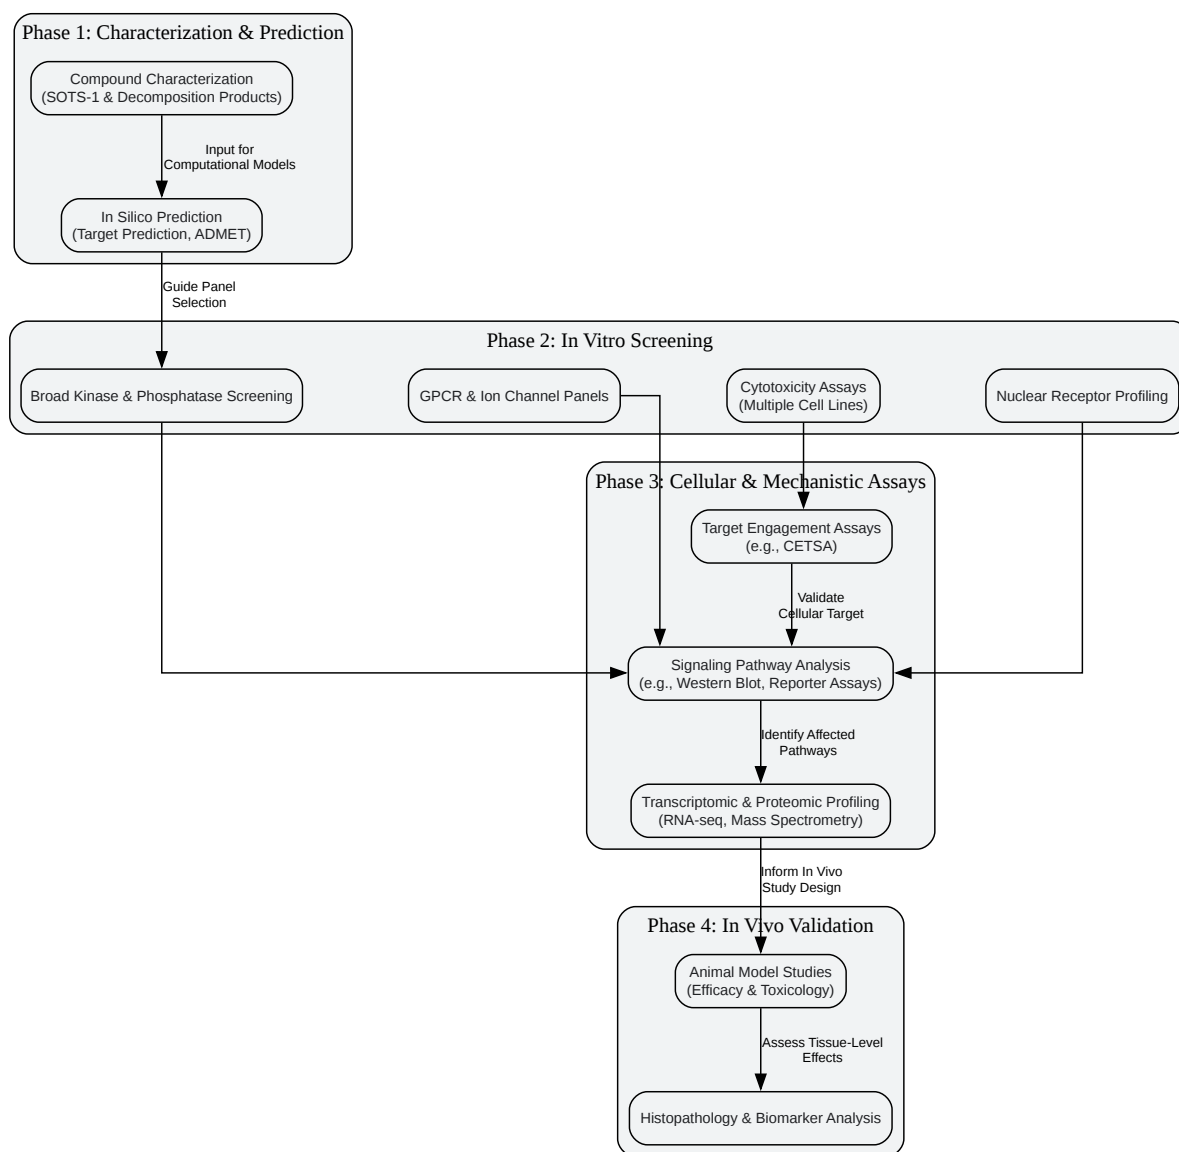 Phase 1: Characterization & Prediction
Compound Characterization
(SOTS-1 & Decomposition Products)
Input for
Computational Models
In Silico Prediction
(Target Prediction, ADMET)
Guide Panel
Selection
Phase 2: In Vitro Screening
Broad Kinase & Phosphatase Screening
GPCR & Ion Channel Panels
Cytotoxicity Assays
(Multiple Cell Lines)
Nuclear Receptor Profiling
Phase 3: Cellular & Mechanistic Assays
Target Engagement Assays
(e.g., CETSA)
Validate
Cellular Target
Signaling Pathway Analysis
(e.g., Western Blot, Reporter Assays)
Identify Affected
Pathways
Transcriptomic & Proteomic Profiling
(RNA-seq, Mass Spectrometry)
Inform In Vivo
Study Design
Phase 4: In Vivo Validation
Animal Model Studies
(Efficacy & Toxicology)
Assess Tissue-Level
Effects
Histopathology & Biomarker Analysis